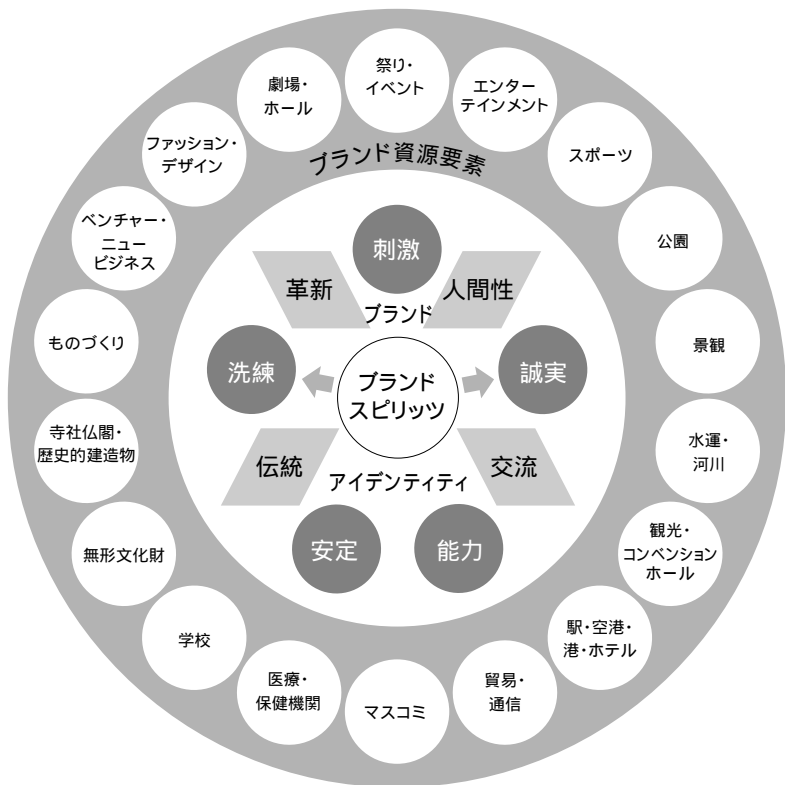 祭り・
イベント
エンター
テインメント
スポーツ
公園
景観
水運・
河川
観光・
コンベンション
ホール
駅・空港・
港・ホテル
貿易・
通信
マスコミ
医療・
保健機関
学校
無形文化財
寺社仏閣・
歴史的建造物
ものづくり
ベンチャー・
ニュー
ビジネス
ファッション・
デザイン
劇場・
ホール
ブランド資源要素
刺激
革新
人間性
ブランド
洗練
ブランド
スピリッツ
誠実
伝統
アイデンティティ
交流
安定
能力